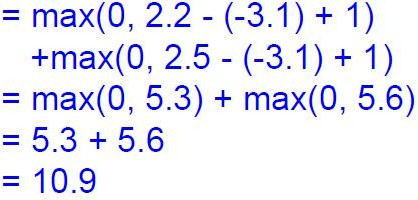 = max(0, 2.2 - (-3.1) + 1)
+max(0, 2.5 - (-3.1) + 1)
= max(0, 5.3) + max(0, 5.6)
= 5.3 + 5.6
= 10.9